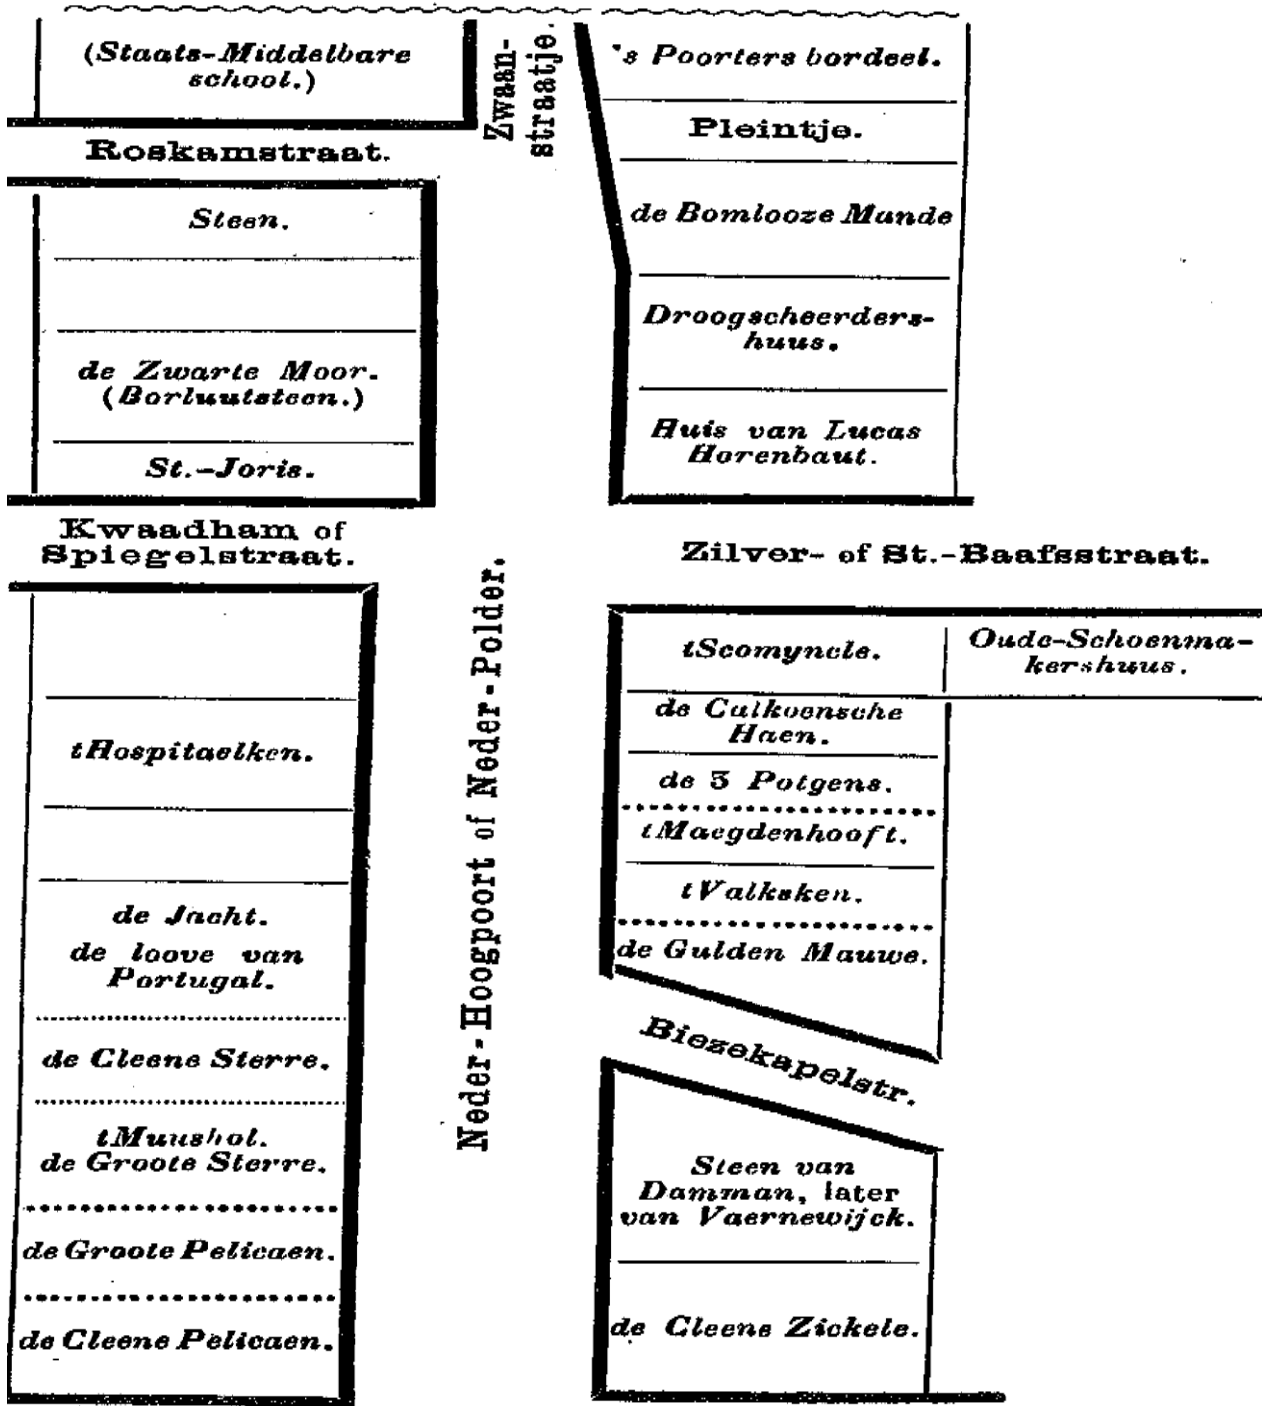 (Staats-Middelbare
school.)
Roskamstraat.
Steen.
de Zwarte Moor.
(Borluutsteen.)
St.-Joris.
Kwaadham of
Spiegelstraat.
tHospitaelken.
de Jacht.
de loove van
Portugal.
de Cleene Sterre.
tMuushol.
de Groote Sterre.
de Groote Pelicaen.
de Cleene Pelicaen.
Zwaan-
straatje.
Neder-Hoogpoort of Neder-Polder.
's Poorters bordeel.
Pleintje.
de Bomlooze Mande
Droogscheerders-
huus.
Huis van Lucas
Horenbaut.
Zilver- of St.-Baafsstraat.
tScomyncle.
Oude-Schoenma-
kershuus.
de Calkoensche
Haen.
de 3 Potgens.
tMaegdenhooft.
tValksken.
de Gulden Mauwe.
Biezekapelstr.
Steen van
Damman, later
van Vaernewijck.
de Cleene Zickele.